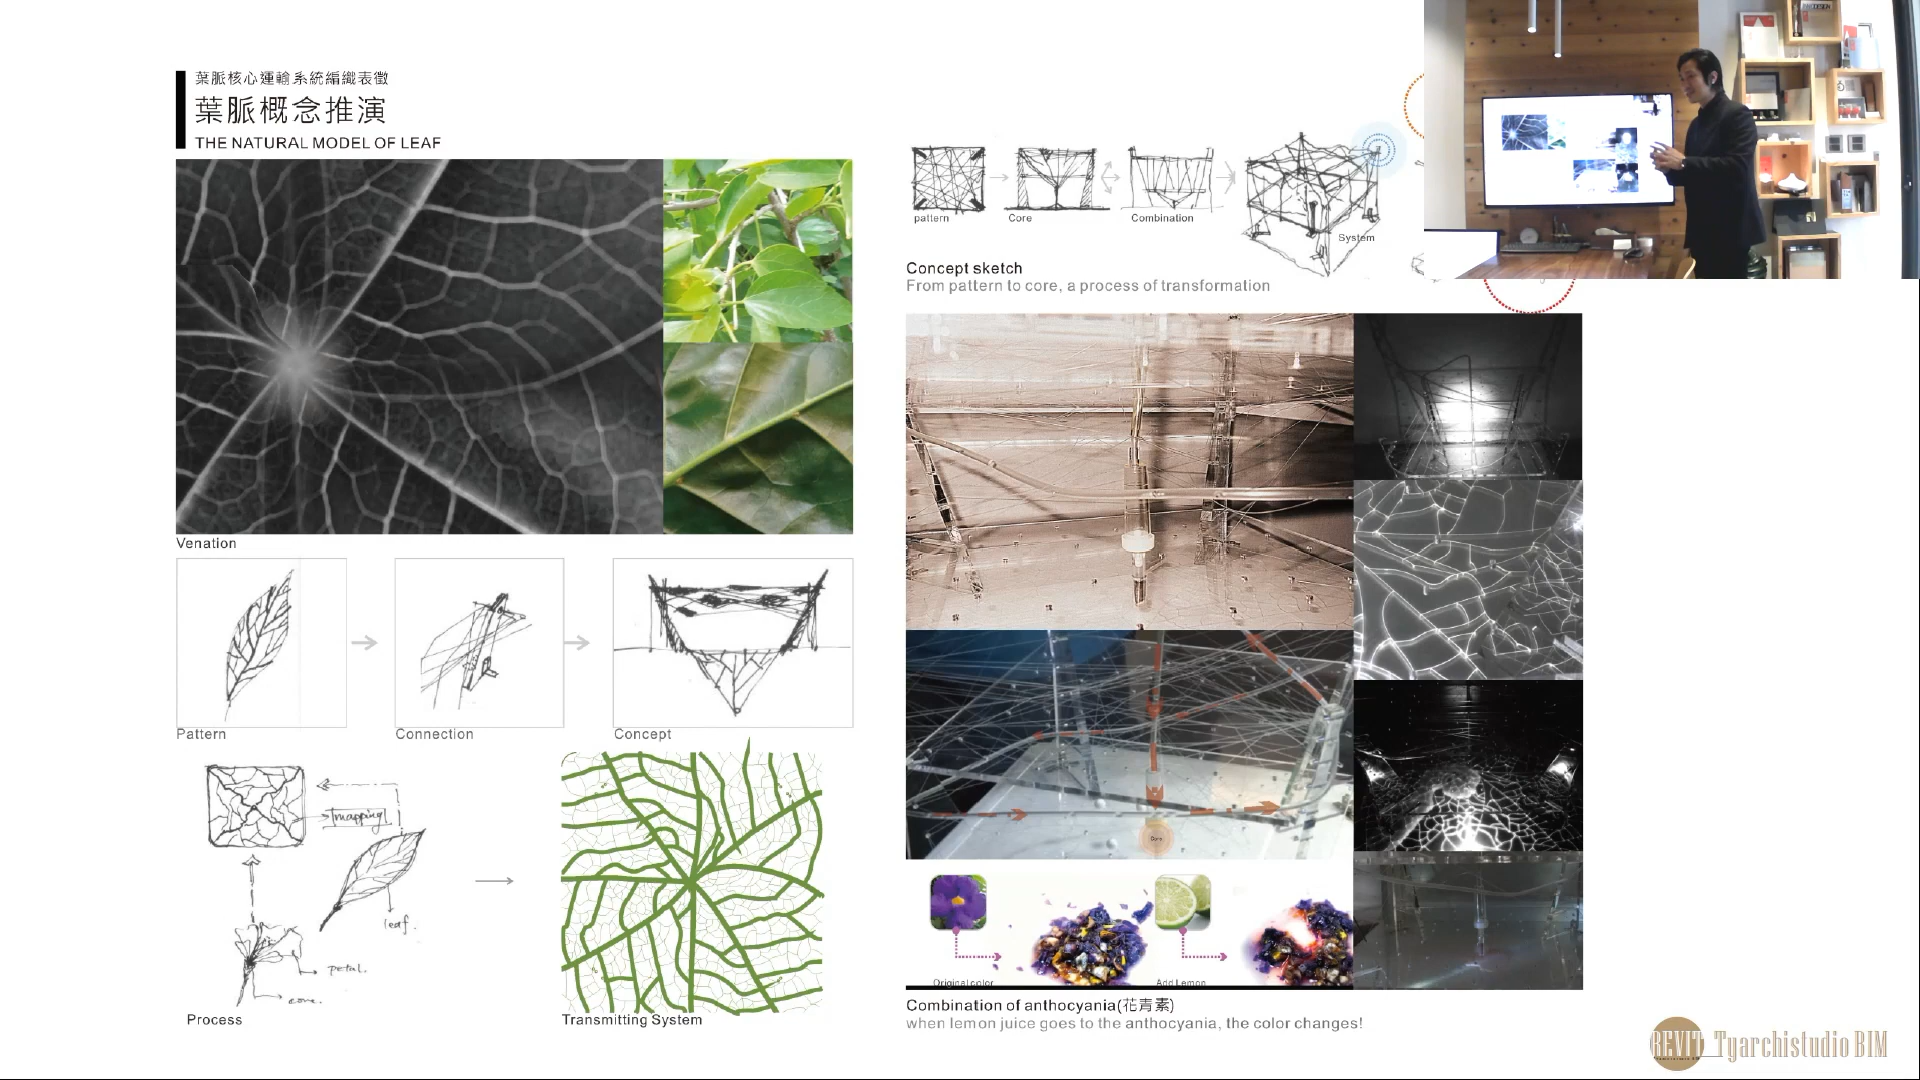 葉脈核心運輸系統編織表徵
葉脈概念推演
THE NATURAL MODEL OF LEAF
Venation
Pattern
Connection
Concept
mapping
leaf.
petal.
core.
Process
Transmitting System
pattern
Core
Combination
System
Concept sketch
From pattern to core, a process of transformation
Core
Original color
Add Lemon
Combination of anthocyania(花青素)
when lemon juice goes to the anthocyania, the color changes!
REVIT Tyarchistudio BIM